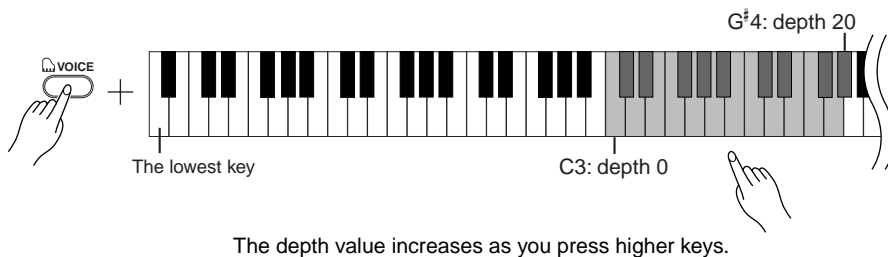 G♯4: depth 20
VOICE
The lowest key
C3: depth 0
The depth value increases as you press higher keys.